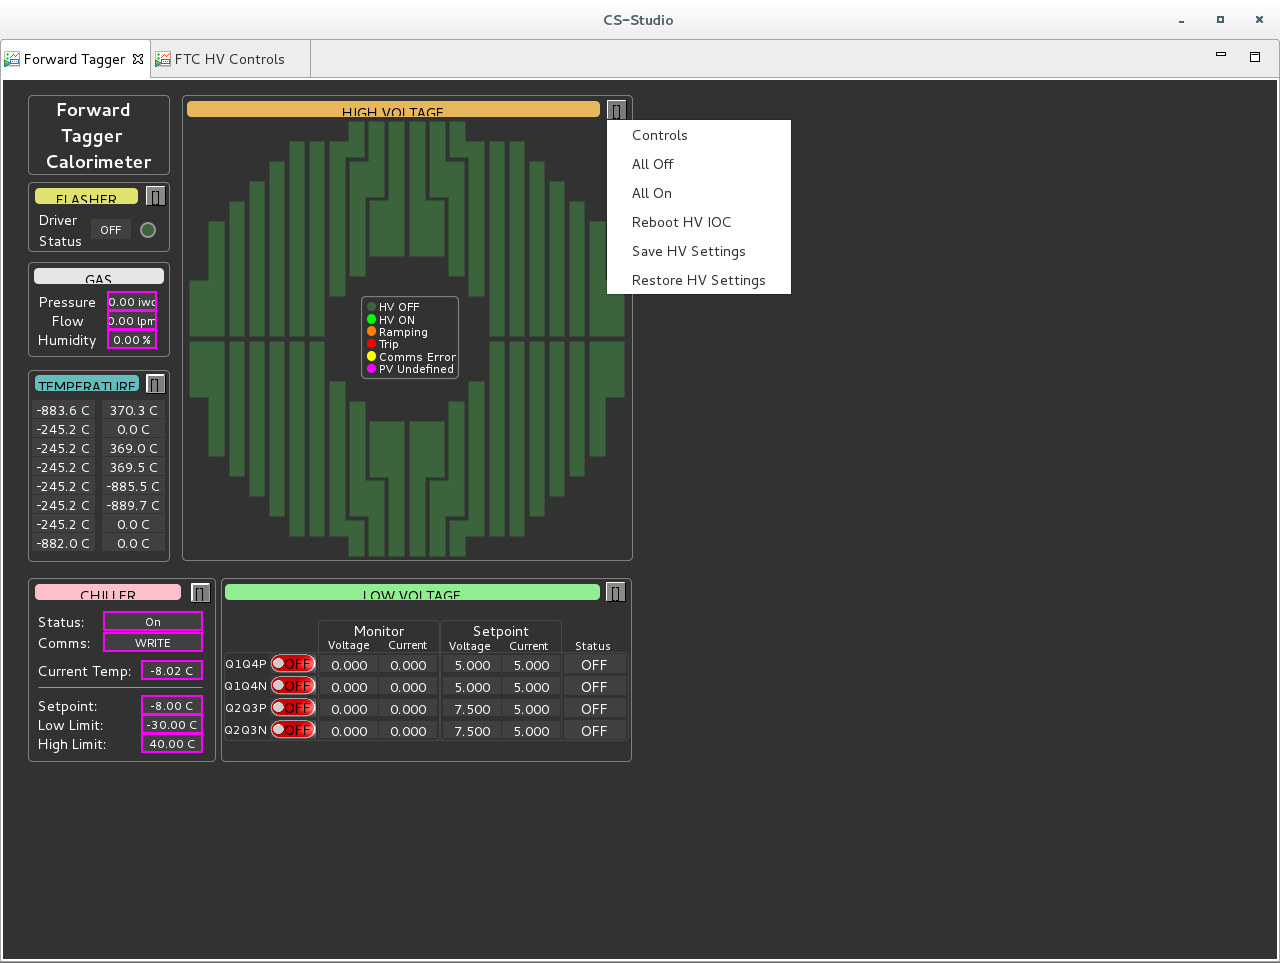 CS-Studio
Forward Tagger
FTC HV Controls
Forward
Tagger
Calorimeter
HIGH VOLTAGE
Controls
All Off
All On
Reboot HV IOC
Save HV Settings
Restore HV Settings
FLASHER
Driver
Status
OFF
GAS
Pressure 0.00 iwc
Flow 0.00 lpm
Humidity 0.00 %
HV OFF
HV ON
Ramping
Trip
Comms Error
PV Undefined
TEMPERATURE
-883.6 C 370.3 C
-245.2 C 0.0 C
-245.2 C 369.0 C
-245.2 C 369.5 C
-245.2 C -885.5 C
-245.2 C -889.7 C
-245.2 C 0.0 C
-882.0 C 0.0 C
CHILLER
Status: On
Comms: WRITE
Current Temp: -8.02 C
Setpoint: -8.00 C
Low Limit: -30.00 C
High Limit: 40.00 C
LOW VOLTAGE
Monitor Setpoint
Voltage Current Voltage Current Status
Q1Q4P OFF 0.000 0.000 5.000 5.000 OFF
Q1Q4N OFF 0.000 0.000 5.000 5.000 OFF
Q2Q3P OFF 0.000 0.000 7.500 5.000 OFF
Q2Q3N OFF 0.000 0.000 7.500 5.000 OFF